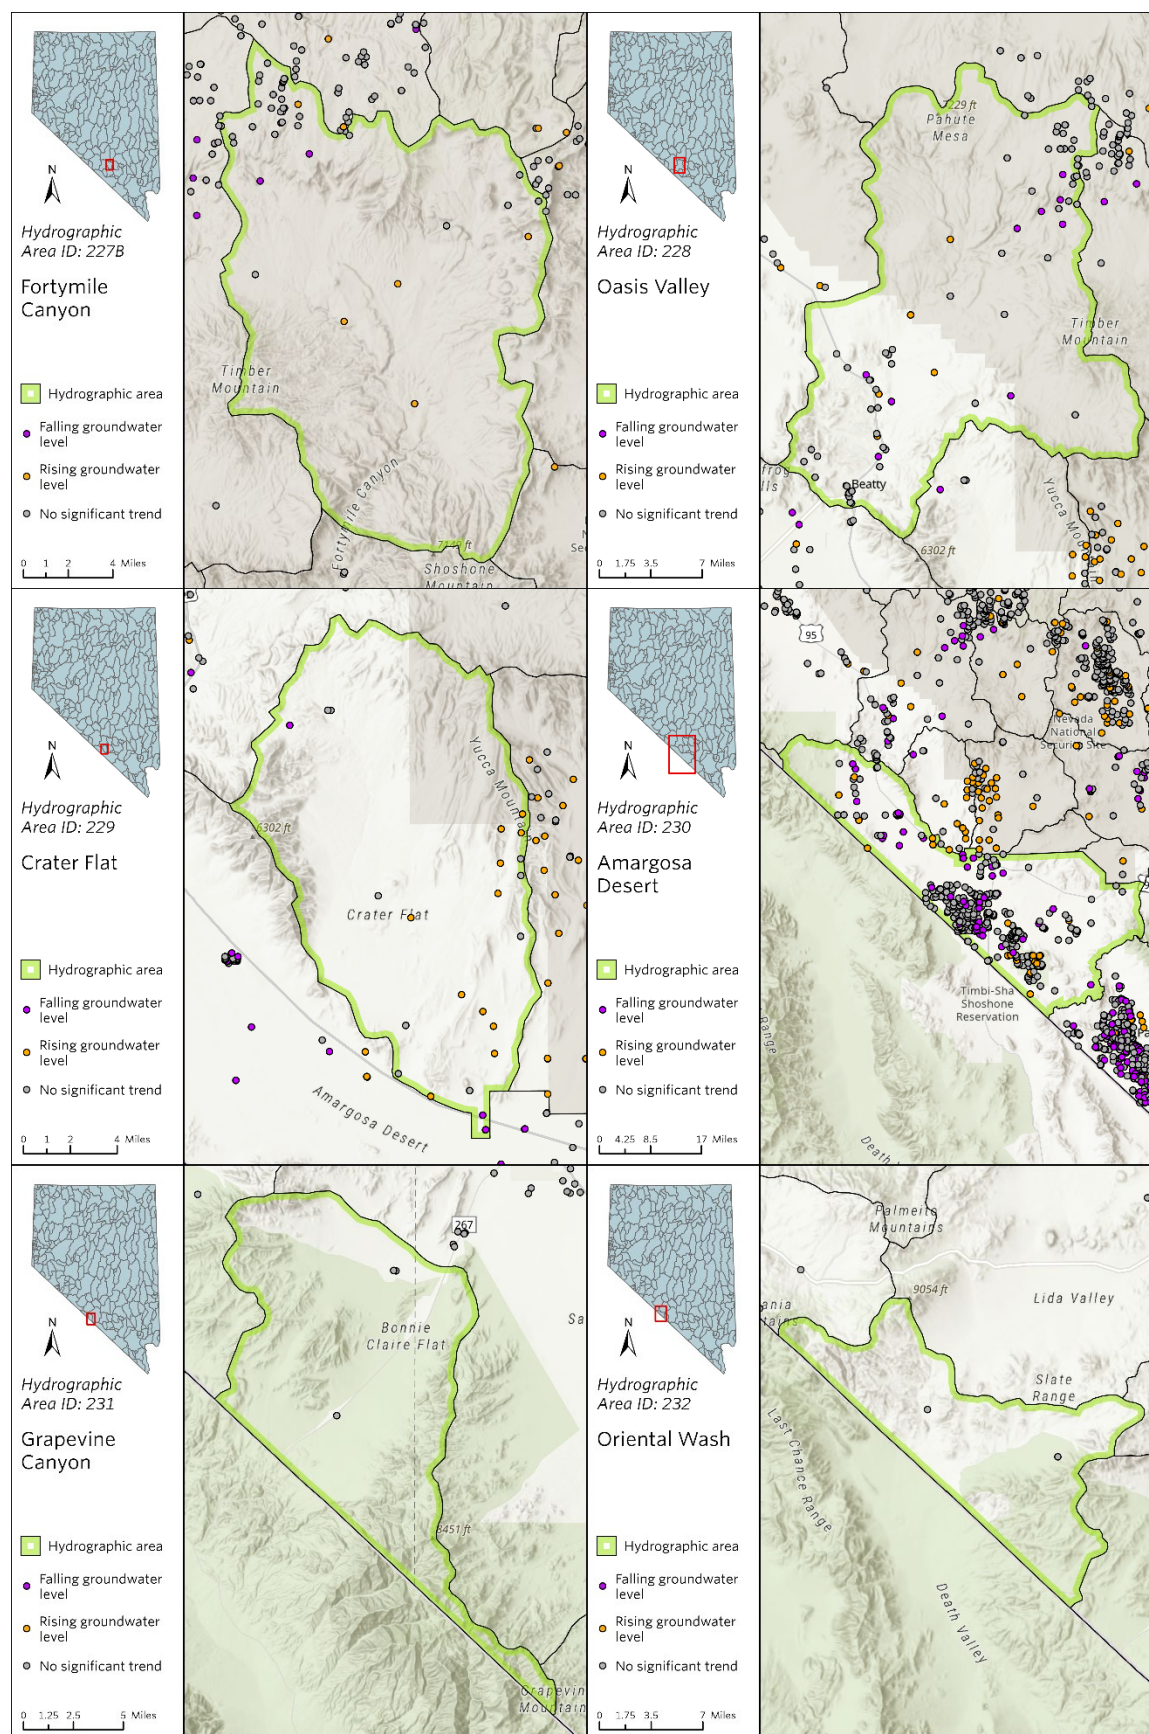 N
Hydrographic
Area ID: 227B
Fortymile
Canyon
Hydrographic area
Falling groundwater
level
Rising groundwater
level
No significant trend
0 1 2 4 Miles
Timber
Mountain
Fortymile Canyon
Shoshone
Mountain
N
Hydrographic
Area ID: 228
Oasis Valley
Hydrographic area
Falling groundwater
level
Rising groundwater
level
No significant trend
0 1.75 3.5 7 Miles
7229 ft
Pahute
Mesa
Timber
Mountain
Beatty
6302 ft
N
Hydrographic
Area ID: 229
Crater Flat
Hydrographic area
Falling groundwater
level
Rising groundwater
level
No significant trend
0 1 2 4 Miles
Yucca Mountain
6302 ft
Crater Flat
Amargosa Desert
N
Hydrographic
Area ID: 230
Amargosa
Desert
Hydrographic area
Falling groundwater
level
Rising groundwater
level
No significant trend
0 4.25 8.5 17 Miles
95
Nevada
National
Security Site
Timbi-Sha
Shoshone
Reservation
Range
Death
N
Hydrographic
Area ID: 231
Grapevine
Canyon
Hydrographic area
Falling groundwater
level
Rising groundwater
level
No significant trend
0 1.25 2.5 5 Miles
267
Bonnie
Claire Flat
Sa
8451 ft
Grapevin
Mountain
N
Hydrographic
Area ID: 232
Oriental Wash
Hydrographic area
Falling groundwater
level
Rising groundwater
level
No significant trend
0 1.75 3.5 7 Miles
Palmeito
Mountains
9054 ft
Lida Valley
ania
tains
Slate
Range
Last Chance Range
Death Valley